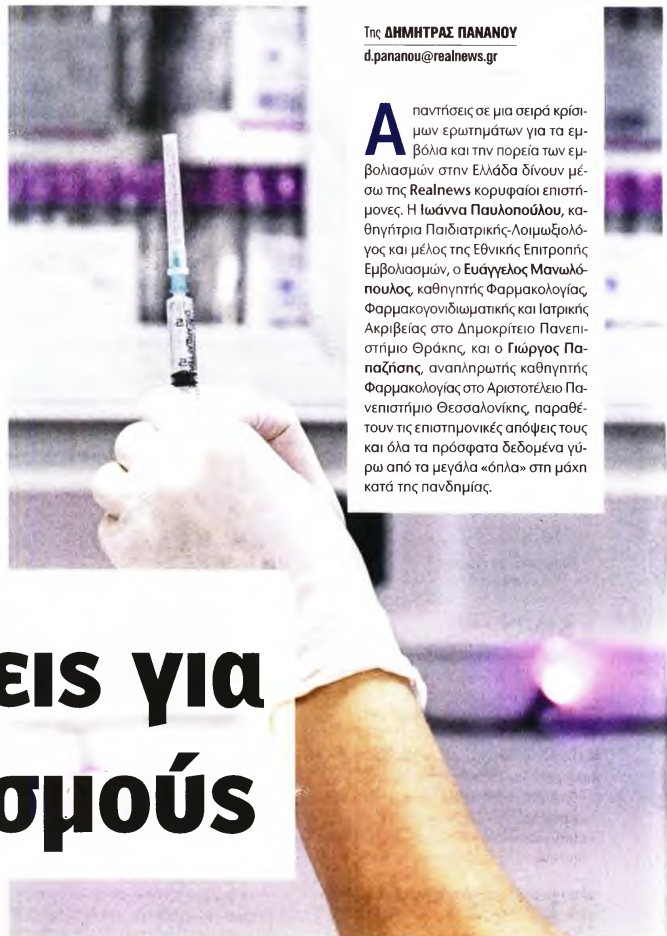 Της ΔΗΜΗΤΡΑΣ ΠΑΝΑΝΟΥ
d.pananou@realnews.gr
Απαντήσεις σε μια σειρά κρίσι-
μων ερωτημάτων για τα εμ-
βόλια και την πορεία των εμ-
βολιασμών στην Ελλάδα δίνουν μέ-
σω της Realnews κορυφαίοι επιστή-
μονες. Η Ιωάννα Παυλοπούλου, κα-
θηγήτρια Παιδιατρικής-Λοιμωξιολό-
γος και μέλος της Εθνικής Επιτροπής
Εμβολιασμών, ο Ευάγγελος Μανωλό-
πουλος, καθηγητής Φαρμακολογίας,
Φαρμακογονιδιωματικής και Ιατρικής
Ακριβείας στο Δημοκρίτειο Πανεπι-
στήμιο Θράκης, και ο Γιώργος Πα-
παζήσης, αναπληρωτής καθηγητής
Φαρμακολογίας στο Αριστοτέλειο Πα-
νεπιστήμιο Θεσσαλονίκης, παραθέ-
τουν τις επιστημονικές απόψεις τους
και όλα τα πρόσφατα δεδομένα γύ-
ρω από τα μεγάλα «όπλα» στη μάχη
κατά της πανδημίας.
εις για
σμούς